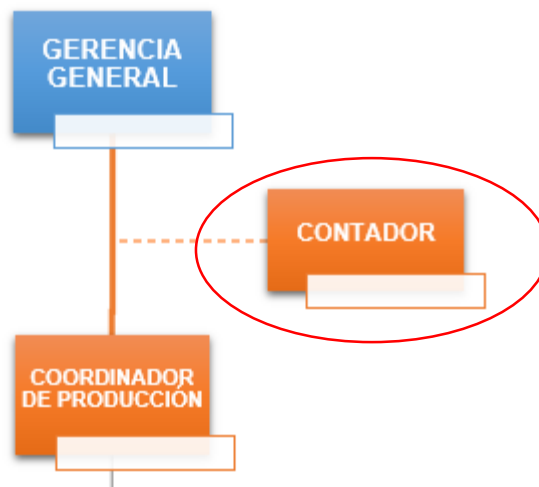 GERENCIA
GENERAL
CONTADOR
COORDINADOR
DE PRODUCCIÓN